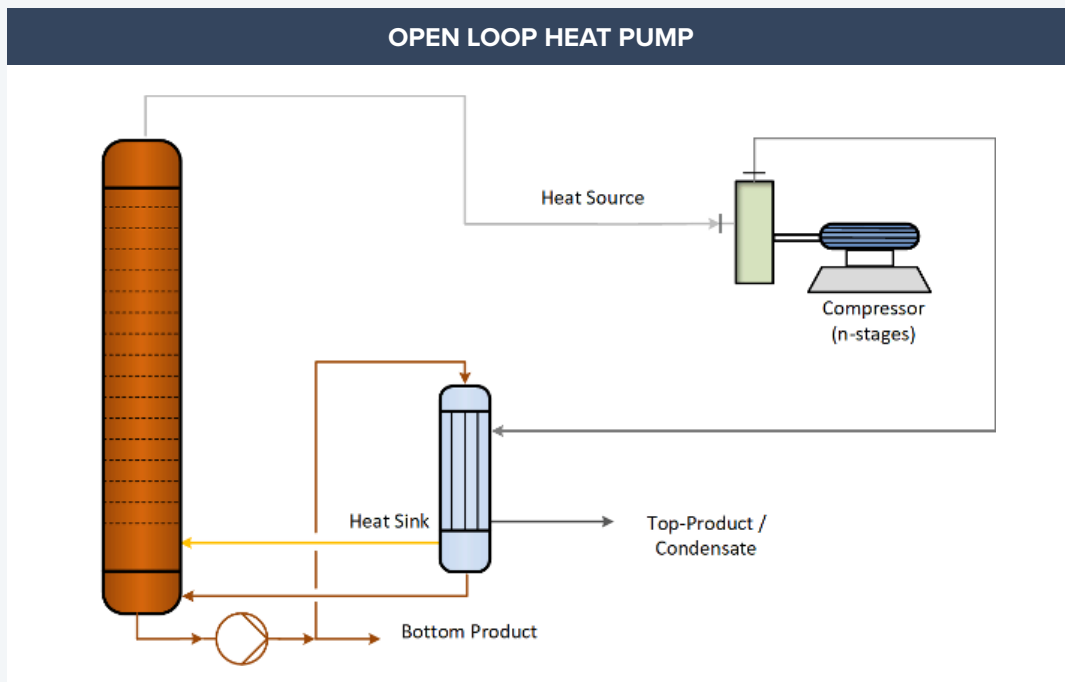 OPEN LOOP HEAT PUMP
Heat Source
Compressor
(n-stages)
Heat Sink
Top-Product /
Condensate
Bottom Product